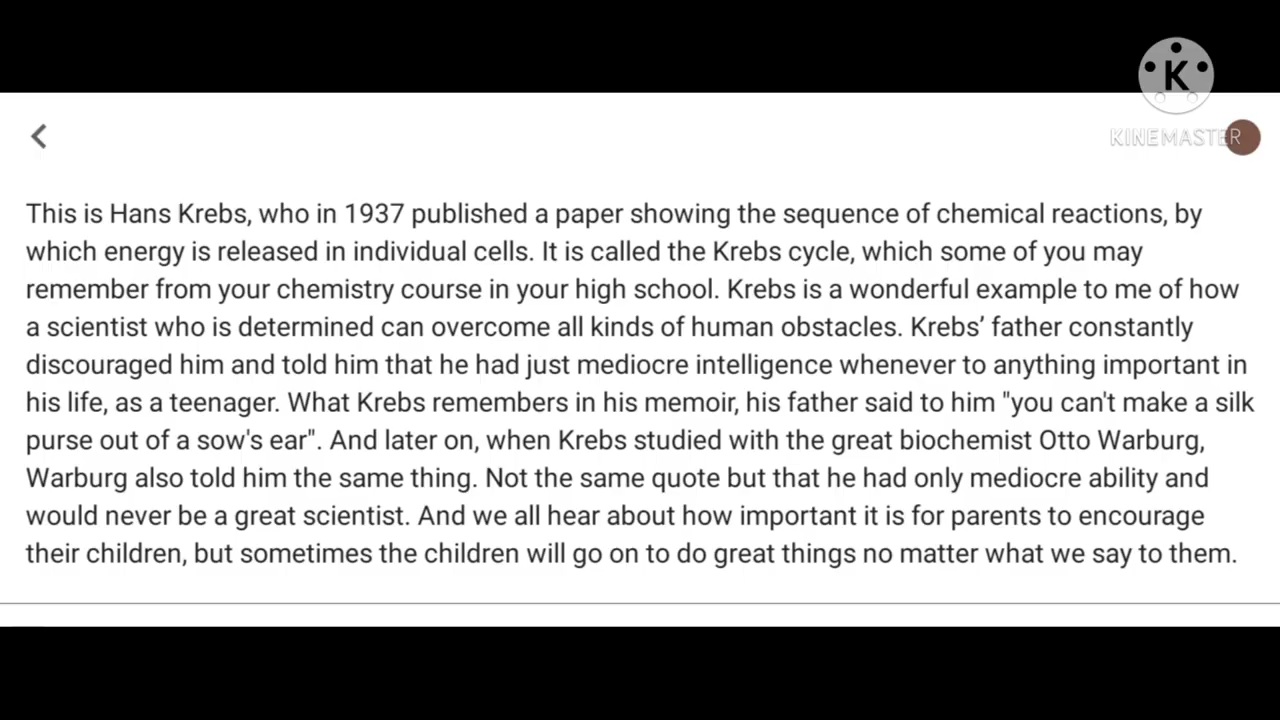 K
KINEMASTER
This is Hans Krebs, who in 1937 published a paper showing the sequence of chemical reactions, by
which energy is released in individual cells. It is called the Krebs cycle, which some of you may
remember from your chemistry course in your high school. Krebs is a wonderful example to me of how
a scientist who is determined can overcome all kinds of human obstacles. Krebs’ father constantly
discouraged him and told him that he had just mediocre intelligence whenever to anything important in
his life, as a teenager. What Krebs remembers in his memoir, his father said to him "you can't make a silk
purse out of a sow's ear". And later on, when Krebs studied with the great biochemist Otto Warburg,
Warburg also told him the same thing. Not the same quote but that he had only mediocre ability and
would never be a great scientist. And we all hear about how important it is for parents to encourage
their children, but sometimes the children will go on to do great things no matter what we say to them.